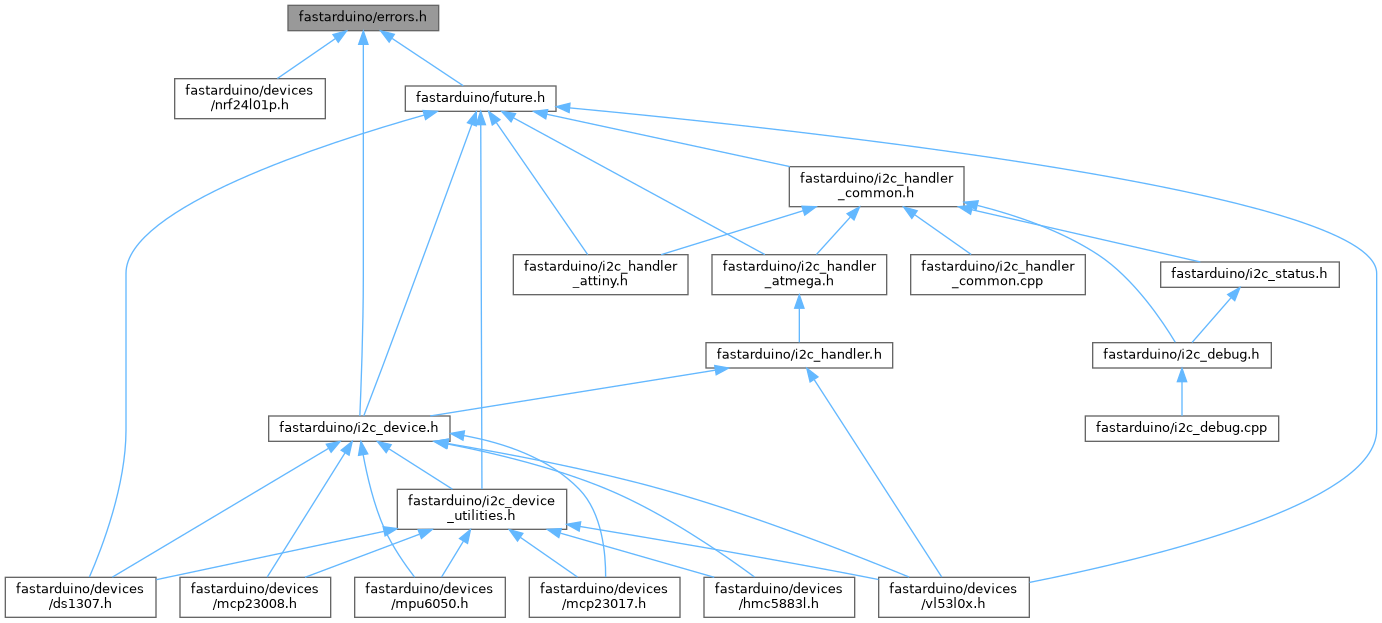 fastarduino/errors.h
fastarduino/devices
/nrf24l01p.h
fastarduino/future.h
fastarduino/i2c_handler
_common.h
fastarduino/i2c_handler
_attiny.h
fastarduino/i2c_handler
_atmega.h
fastarduino/i2c_handler
_common.cpp
fastarduino/i2c_status.h
fastarduino/i2c_handler.h
fastarduino/i2c_debug.h
fastarduino/i2c_device.h
fastarduino/i2c_debug.cpp
fastarduino/i2c_device
_utilities.h
fastarduino/devices
/ds1307.h
fastarduino/devices
/mcp23008.h
fastarduino/devices
/mpu6050.h
fastarduino/devices
/mcp23017.h
fastarduino/devices
/hmc5883l.h
fastarduino/devices
/vl53l0x.h